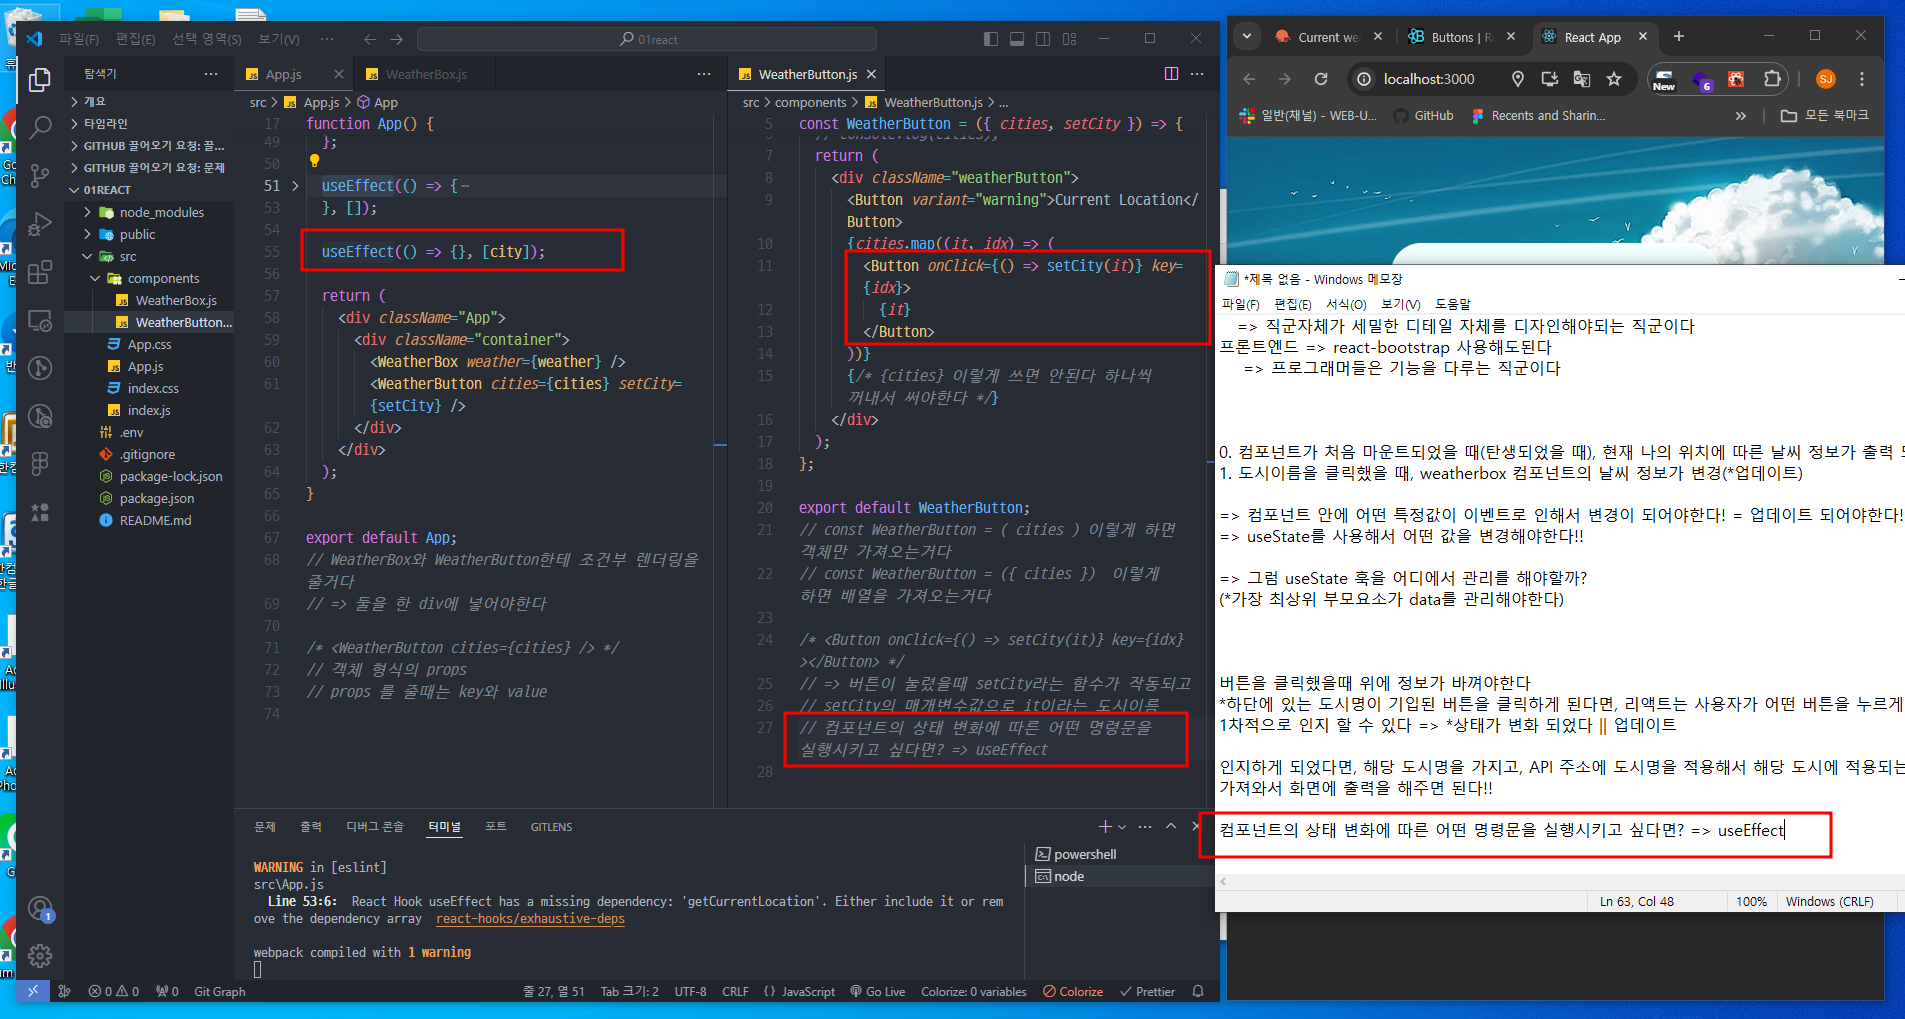 파일(F) 편집(E) 선택 영역(S) 보기(V) ··· 01react
탐색기 ···
개요
타임라인
GITHUB 끌어오기 요청: 끌...
GITHUB 끌어오기 요청: 문제
01REACT
node_modules
public
src
components
WeatherBox.js
WeatherButton...
App.css
App.js
index.css
index.js
.env
.gitignore
package-lock.json
package.json
README.md
App.js WeatherBox.js ···
src > App.js > App
17 function App() {
49 };
50
51 useEffect(() => {···
53 }, []);
54
55 useEffect(() => {}, [city]);
56
57 return (
58 <div className="App">
59 <div className="container">
60 <WeatherBox weather={weather} />
61 <WeatherButton cities={cities} setCity=
{setCity} />
62 </div>
63 </div>
64 );
65 }
66
67 export default App;
68 // WeatherBox와 WeatherButton한테 조건부 렌더링을
줄거다
69 // => 둘을 한 div에 넣어야한다
70
71 /* <WeatherButton cities={cities} /> */
72 // 객체 형식의 props
73 // props 를 줄때는 key와 value
74
WeatherButton.js ···
src > components > WeatherButton.js > ...
5 const WeatherButton = ({ cities, setCity }) => {
6 // console.log(cities);
7 return (
8 <div className="weatherButton">
9 <Button variant="warning">Current Location</
Button>
10 {cities.map((it, idx) => (
11 <Button onClick={() => setCity(it)} key=
{idx}>
12 {it}
13 </Button>
14 ))}
15 {/* {cities} 이렇게 쓰면 안된다 하나씩
꺼내서 써야한다 */}
16 </div>
17 );
18 };
19
20 export default WeatherButton;
21 // const WeatherButton = ( cities ) 이렇게 하면
객체만 가져오는거다
22 // const WeatherButton = ({ cities }) 이렇게
하면 배열을 가져오는거다
23
24 /* <Button onClick={() => setCity(it)} key={idx}
></Button> */
25 // => 버튼이 눌렸을때 setCity라는 함수가 작동되고
26 // setCity의 매개변수값으로 it이라는 도시이름
27 // 컴포넌트의 상태 변화에 따른 어떤 명령문을
실행시키고 싶다면? => useEffect
28
문제 출력 디버그 콘솔 터미널 포트 GITLENS
WARNING in [eslint]
src\App.js
Line 53:6: React Hook useEffect has a missing dependency: 'getCurrentLocation'. Either include it or rem
ove the dependency array react-hooks/exhaustive-deps
webpack compiled with 1 warning
powershell
node
1
0 0 0 Git Graph 줄 27, 열 51 Tab 크기: 2 UTF-8 CRLF {} JavaScript Go Live Colorize: 0 variables Colorize Prettier
Current we Buttons | R React App
localhost:3000 New 6 SJ
일반(채널) - WEB-U... GitHub Recents and Sharin... » 모든 북마크
*제목 없음 - Windows 메모장
파일(F) 편집(E) 서식(O) 보기(V) 도움말
=> 직군자체가 세밀한 디테일 자체를 디자인해야되는 직군이다
프론트엔드 => react-bootstrap 사용해도된다
=> 프로그래머들은 기능을 다루는 직군이다
0. 컴포넌트가 처음 마운트되었을 때(탄생되었을 때), 현재 나의 위치에 따른 날씨 정보가 출력
1. 도시이름을 클릭했을 때, weatherbox 컴포넌트의 날씨 정보가 변경(*업데이트)
=> 컴포넌트 안에 어떤 특정값이 이벤트로 인해서 변경이 되어야한다! = 업데이트 되어야한다!
=> useState를 사용해서 어떤 값을 변경해야한다!!
=> 그럼 useState 훅을 어디에서 관리를 해야할까?
(*가장 최상위 부모요소가 data를 관리해야한다)
버튼을 클릭했을때 위에 정보가 바껴야한다
*하단에 있는 도시명이 기입된 버튼을 클릭하게 된다면, 리액트는 사용자가 어떤 버튼을 누르게
1차적으로 인지 할 수 있다 => *상태가 변화 되었다 || 업데이트
인지하게 되었다면, 해당 도시명을 가지고, API 주소에 도시명을 적용해서 해당 도시에 적용되는
가져와서 화면에 출력을 해주면 된다!!
컴포넌트의 상태 변화에 따른 어떤 명령문을 실행시키고 싶다면? => useEffect
Ln 63, Col 48 100% Windows (CRLF)